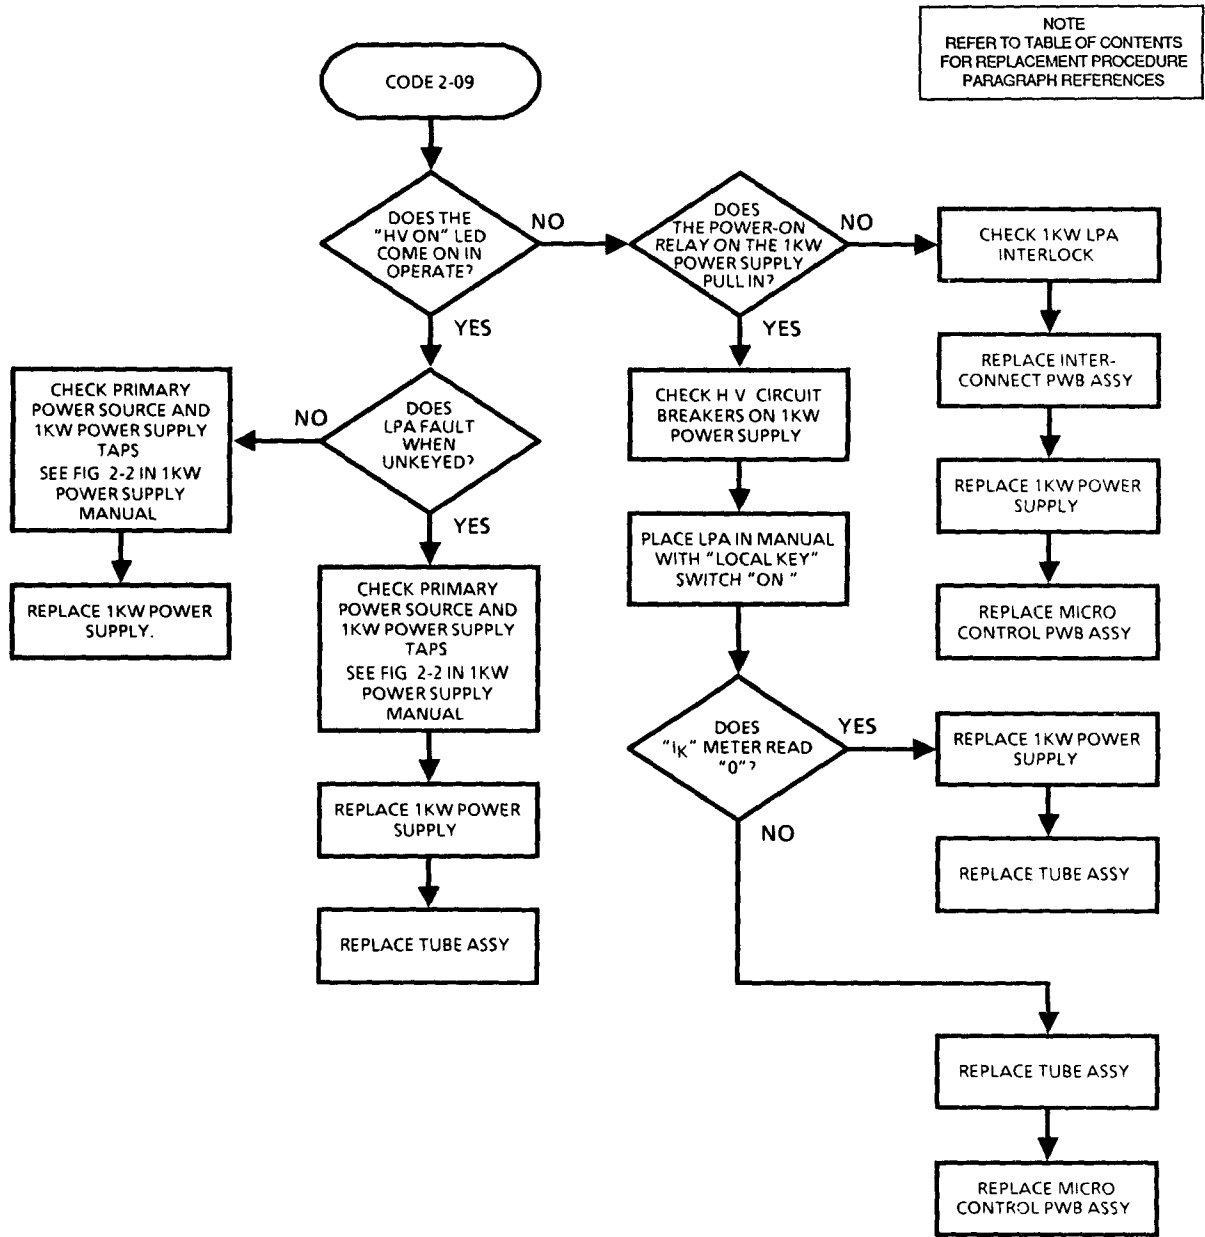 NOTE
REFER TO TABLE OF CONTENTS
FOR REPLACEMENT PROCEDURE
PARAGRAPH REFERENCES
CODE 2-09
DOES THE
"HV ON" LED
COME ON IN
OPERATE?
NO
YES
DOES
THE POWER-ON
RELAY ON THE 1KW
POWER SUPPLY
PULL IN?
NO
YES
CHECK 1KW LPA
INTERLOCK
REPLACE INTER-
CONNECT PWB ASSY
REPLACE 1KW POWER
SUPPLY
REPLACE MICRO
CONTROL PWB ASSY
DOES
LPA FAULT
WHEN
UNKEYED?
NO
YES
CHECK PRIMARY
POWER SOURCE AND
1KW POWER SUPPLY
TAPS
SEE FIG 2-2 IN 1KW
POWER SUPPLY
MANUAL
REPLACE 1KW POWER
SUPPLY.
CHECK PRIMARY
POWER SOURCE AND
1KW POWER SUPPLY
TAPS
SEE FIG 2-2 IN 1KW
POWER SUPPLY
MANUAL
REPLACE 1KW POWER
SUPPLY
REPLACE TUBE ASSY
CHECK H V CIRCUIT
BREAKERS ON 1KW
POWER SUPPLY
PLACE LPA IN MANUAL
WITH "LOCAL KEY"
SWITCH "ON"
DOES
"IK" METER READ
"0"?
YES
NO
REPLACE 1KW POWER
SUPPLY
REPLACE TUBE ASSY
REPLACE TUBE ASSY
REPLACE MICRO
CONTROL PWB ASSY